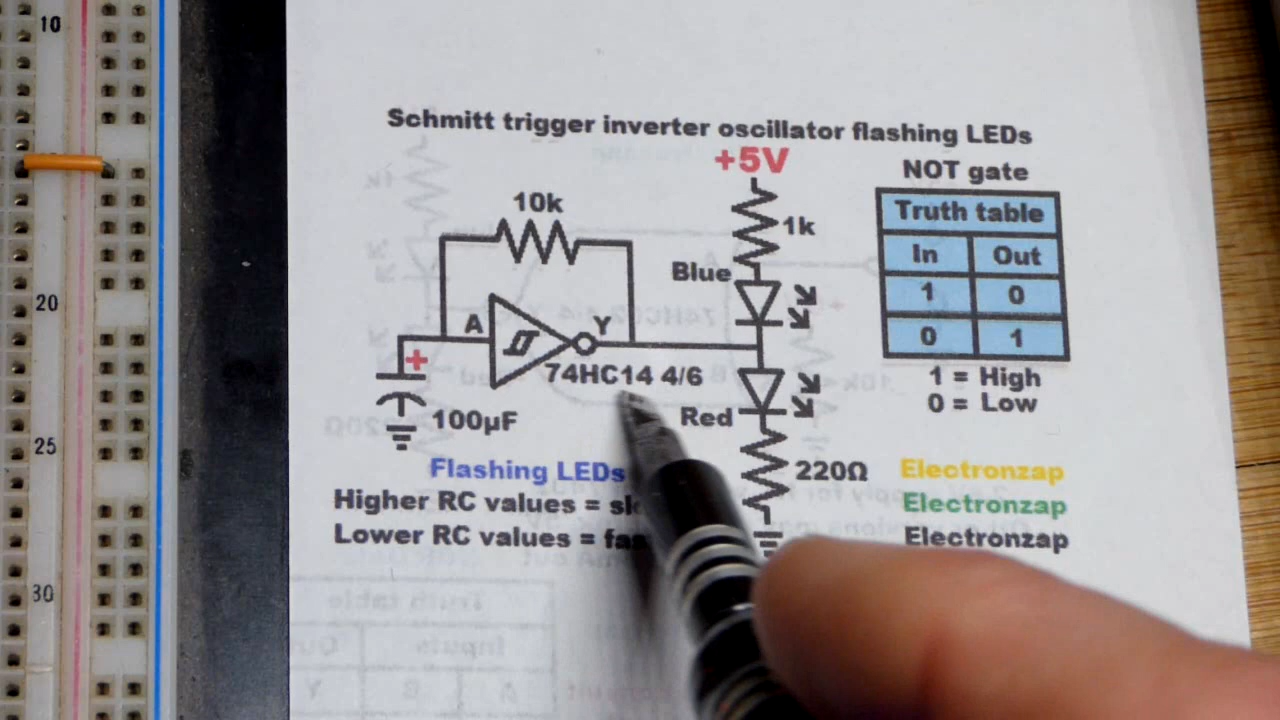 10
20
25
30
Schmitt trigger inverter oscillator flashing LEDs
+5V
10k
1k
Blue
A
Y
+
74HC14 4/6
100µF
Red
220Ω
NOT gate
Truth table
In Out
1 0
0 1
1 = High
0 = Low
Flashing LEDs
Higher RC values =
Lower RC values =
Electronzap
Electronzap
Electronzap